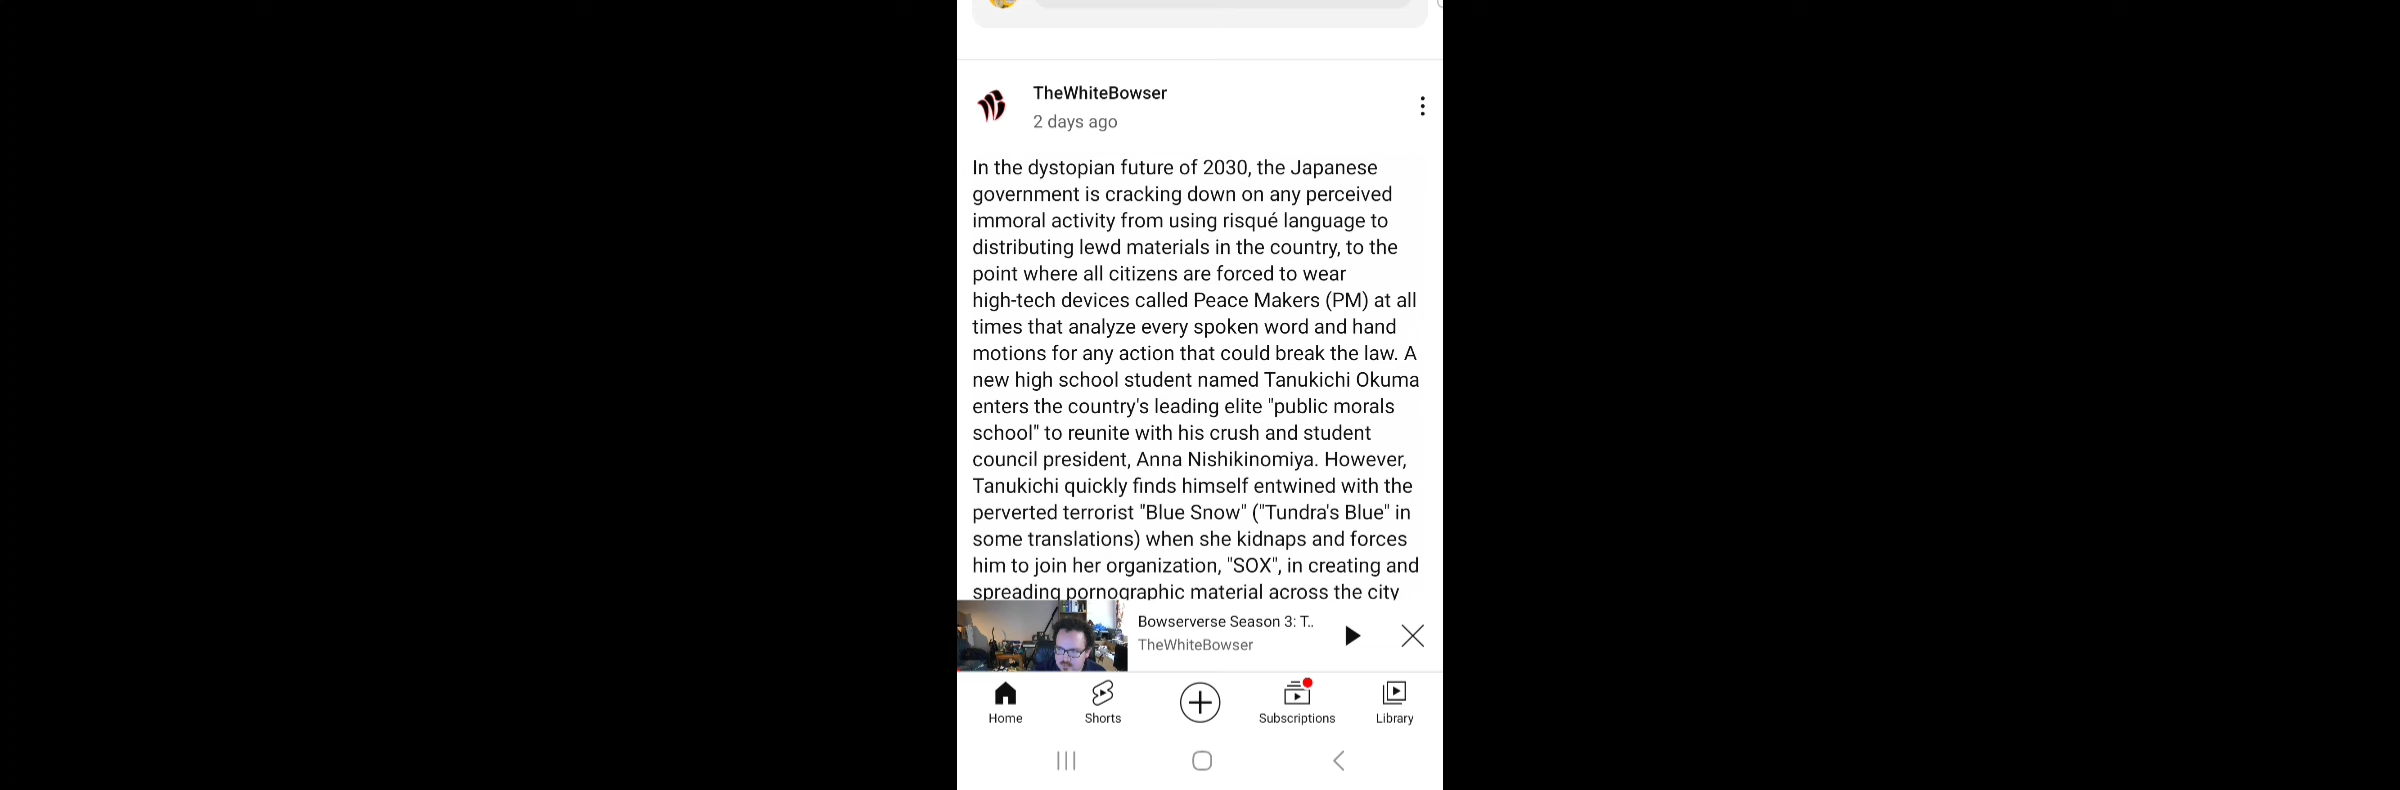 TheWhiteBowser
2 days ago
In the dystopian future of 2030, the Japanese
government is cracking down on any perceived
immoral activity from using risqué language to
distributing lewd materials in the country, to the
point where all citizens are forced to wear
high-tech devices called Peace Makers (PM) at all
times that analyze every spoken word and hand
motions for any action that could break the law. A
new high school student named Tanukichi Okuma
enters the country's leading elite "public morals
school" to reunite with his crush and student
council president, Anna Nishikinomiya. However,
Tanukichi quickly finds himself entwined with the
perverted terrorist "Blue Snow" ("Tundra's Blue" in
some translations) when she kidnaps and forces
him to join her organization, "SOX", in creating and
spreading pornographic material across the city
Bowserverse Season 3: T..
TheWhiteBowser
Home
Shorts
Subscriptions
Library